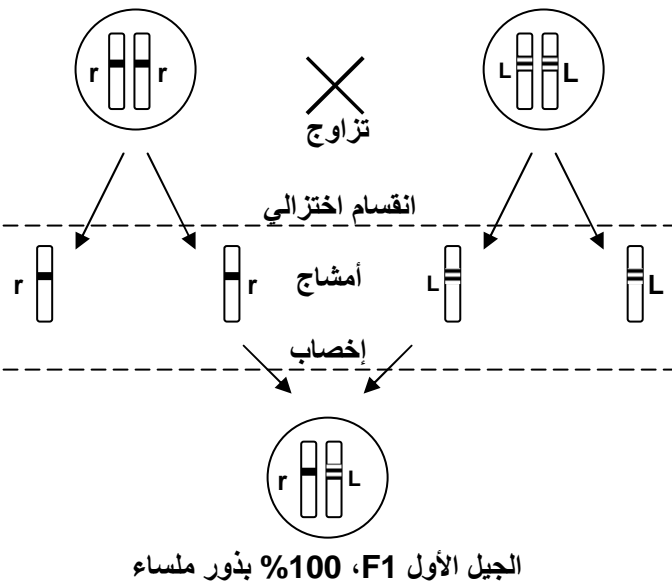 r r L L
تزاوج
انقسام اختزالي
r r أمشاج L L
إخصاب
r L
الجيل الأول F1، 100% بذور ملساء